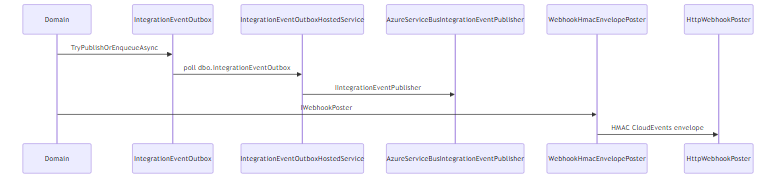 Domain
IntegrationEventOutbox
IntegrationEventOutboxHostedService
AzureServiceBusIntegrationEventPublisher
WebhookHmacEnvelopePoster
HttpWebhookPoster
TryPublishOrEnqueueAsync
poll dbo.IntegrationEventOutbox
IIntegrationEventPublisher
IWebhookPoster
HMAC CloudEvents envelope
Domain
IntegrationEventOutbox
IntegrationEventOutboxHostedService
AzureServiceBusIntegrationEventPublisher
WebhookHmacEnvelopePoster
HttpWebhookPoster